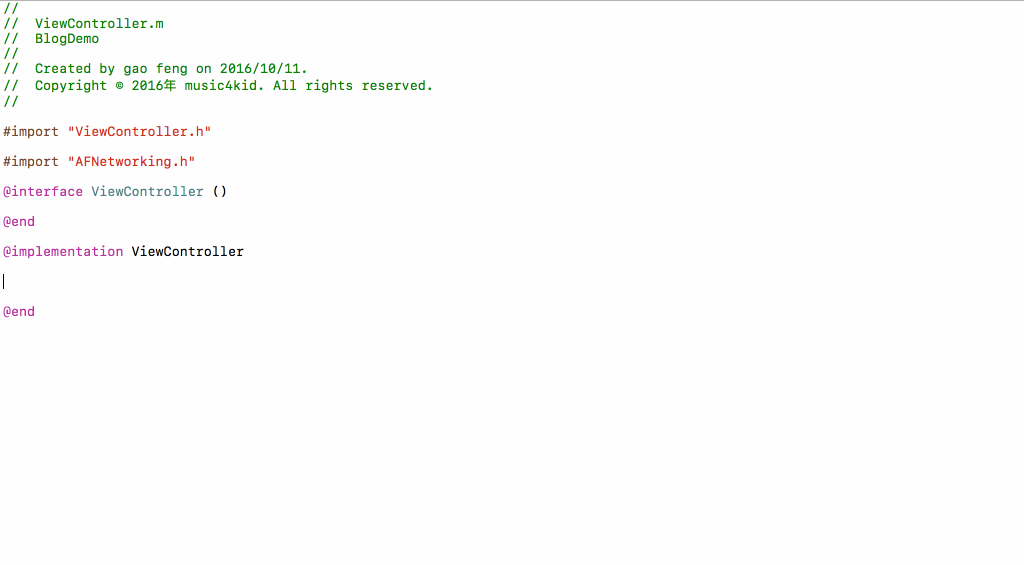 //
//  ViewController.m
//  BlogDemo
//
//  Created by gao feng on 2016/10/11.
//  Copyright © 2016年 music4kid. All rights reserved.
//
#import "ViewController.h"
#import "AFNetworking.h"
@interface ViewController ()
@end
@implementation ViewController
@end